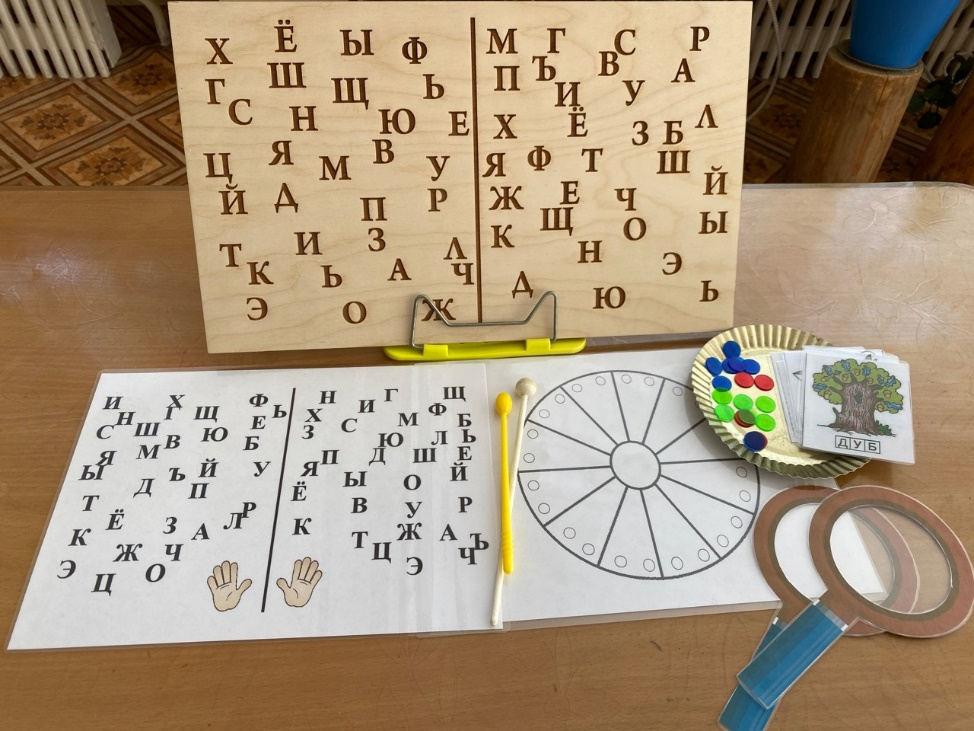 Х Ё Ы Ф
Г Ш Щ Ь
С Н Ю Е
Ц Я М В У
Й Д П Р
Т И З Л
К Ь А Ч
Э О Ж
М Г С Р
П Ъ В А
И У
Х Ё З Б Л
Я Ф Т Ш Й
Ж Е Ч
К Щ О Ы
Н Э
Д Ю Ь
И Х Ф Ь
Н Г Щ Е
С Ш В Ю Б
Я М
Ы Ъ Й У
Т Д П
Ё З Л Р
К А
Ж Ч
Э Ц О
Н Г Щ
Х И Ф
З С М Б
Ю Л Ь
П Д Ш Е
Я Ы О Й
Ё В У Р
К Т Ж А Ъ
Ц Ч
Э
ДУБ